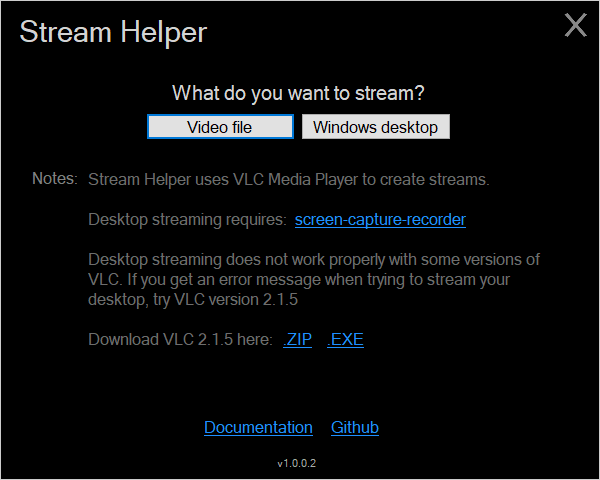 Stream Helper
What do you want to stream?
Video file Windows desktop
Notes: Stream Helper uses VLC Media Player to create streams.
Desktop streaming requires: screen-capture-recorder
Desktop streaming does not work properly with some versions of
VLC. If you get an error message when trying to stream your
desktop, try VLC version 2.1.5
Download VLC 2.1.5 here: .ZIP .EXE
Documentation Github
v1.0.0.2